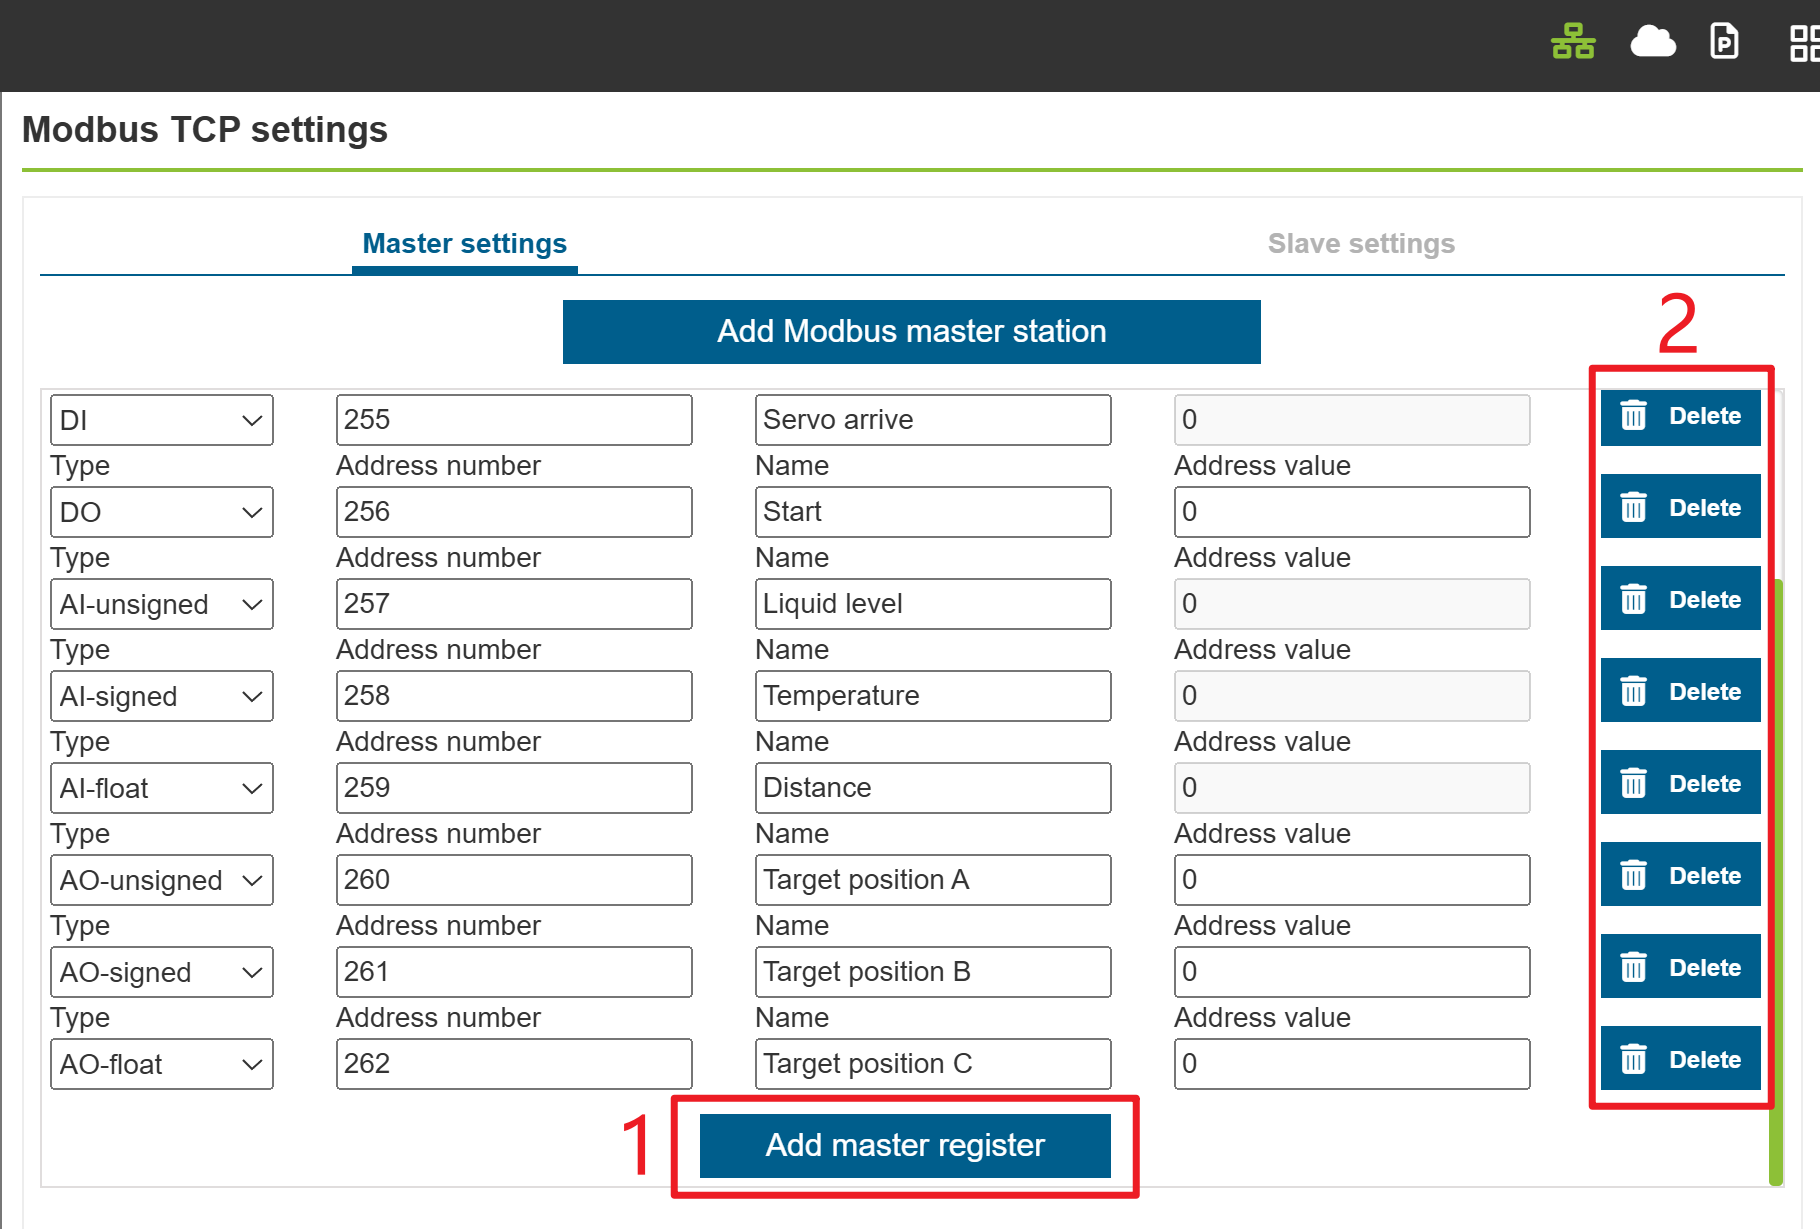 P
Modbus TCP settings
Master settings Slave settings
Add Modbus master station
2
DI 255 Servo arrive 0 Delete
Type Address number Name Address value
DO 256 Start 0 Delete
Type Address number Name Address value
AI-unsigned 257 Liquid level 0 Delete
Type Address number Name Address value
AI-signed 258 Temperature 0 Delete
Type Address number Name Address value
AI-float 259 Distance 0 Delete
Type Address number Name Address value
AO-unsigned 260 Target position A 0 Delete
Type Address number Name Address value
AO-signed 261 Target position B 0 Delete
Type Address number Name Address value
AO-float 262 Target position C 0 Delete
1 Add master register